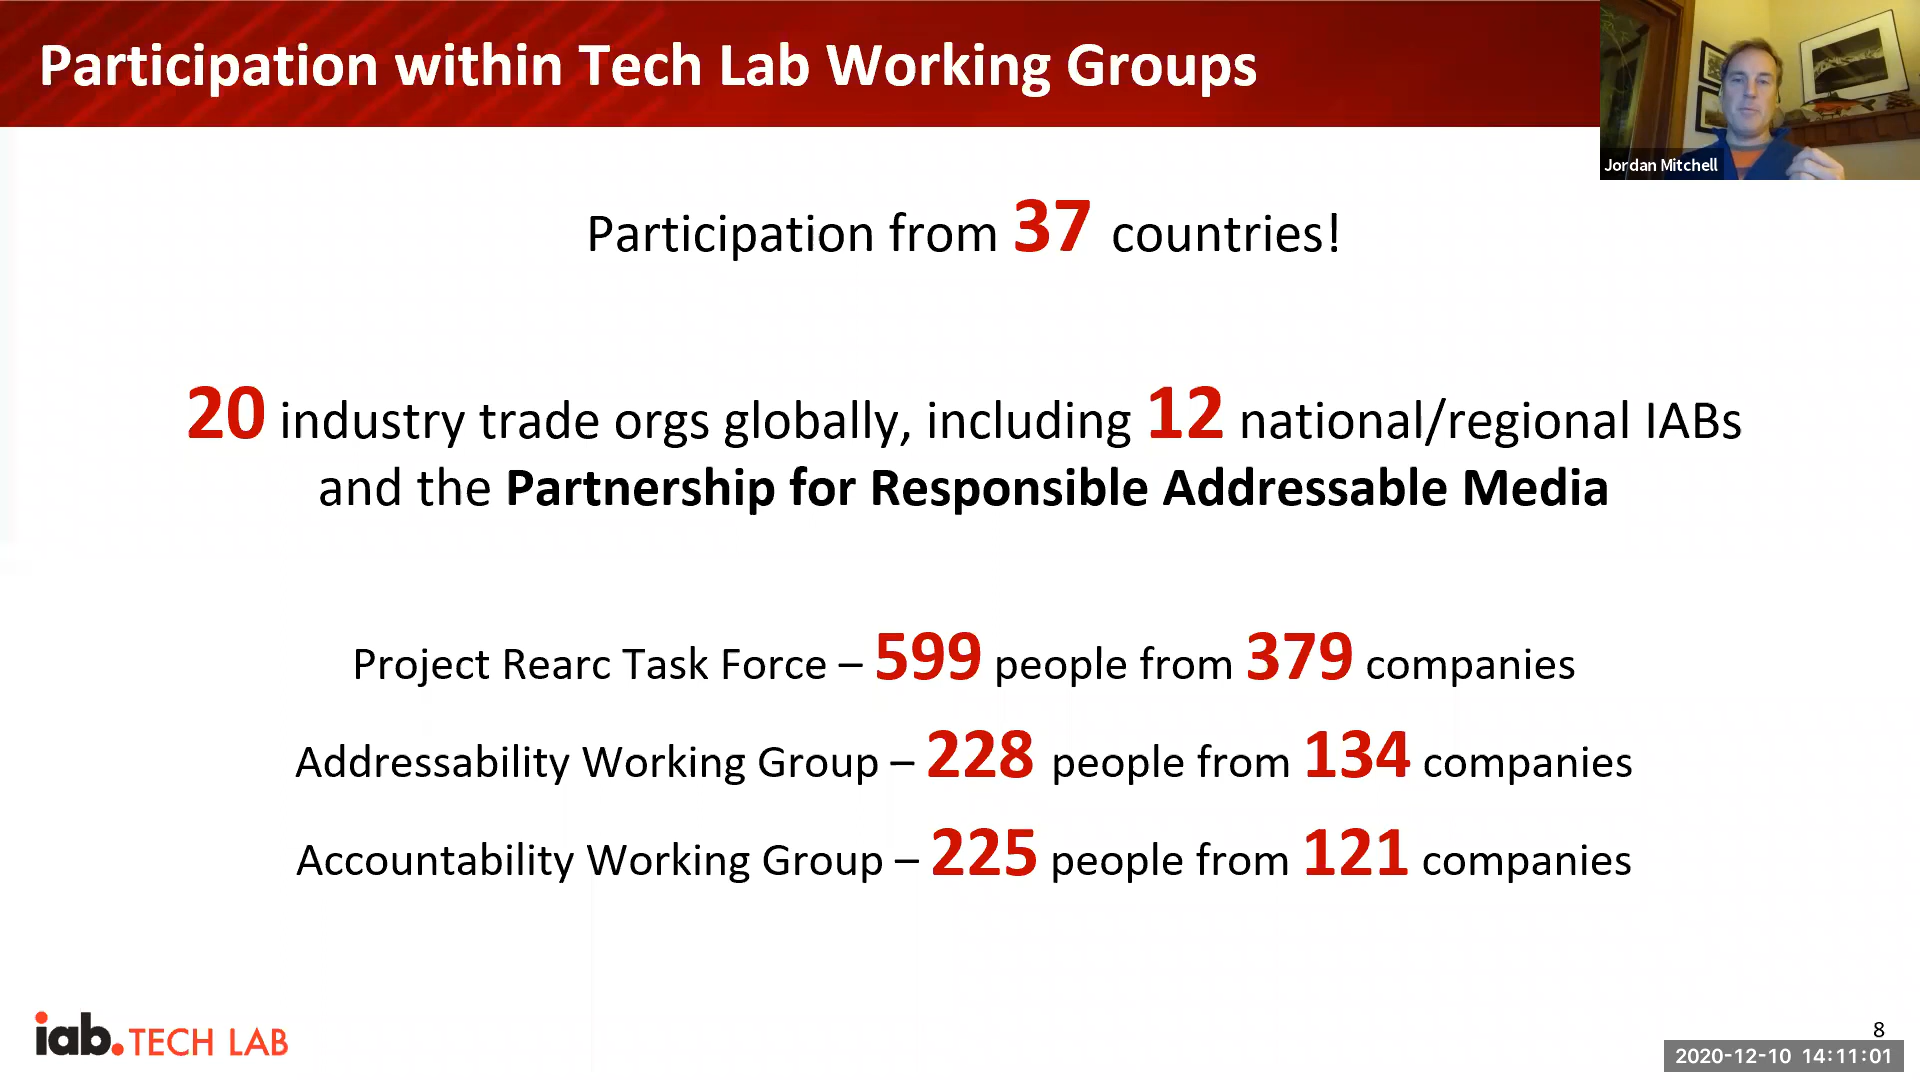 Participation within Tech Lab Working Groups
Jordan Mitchell
Participation from 37 countries!
20 industry trade orgs globally, including 12 national/regional IABs
and the Partnership for Responsible Addressable Media
Project Rearc Task Force – 599 people from 379 companies
Addressability Working Group – 228 people from 134 companies
Accountability Working Group – 225 people from 121 companies
iab.TECH LAB
8
2020-12-10 14:11:01